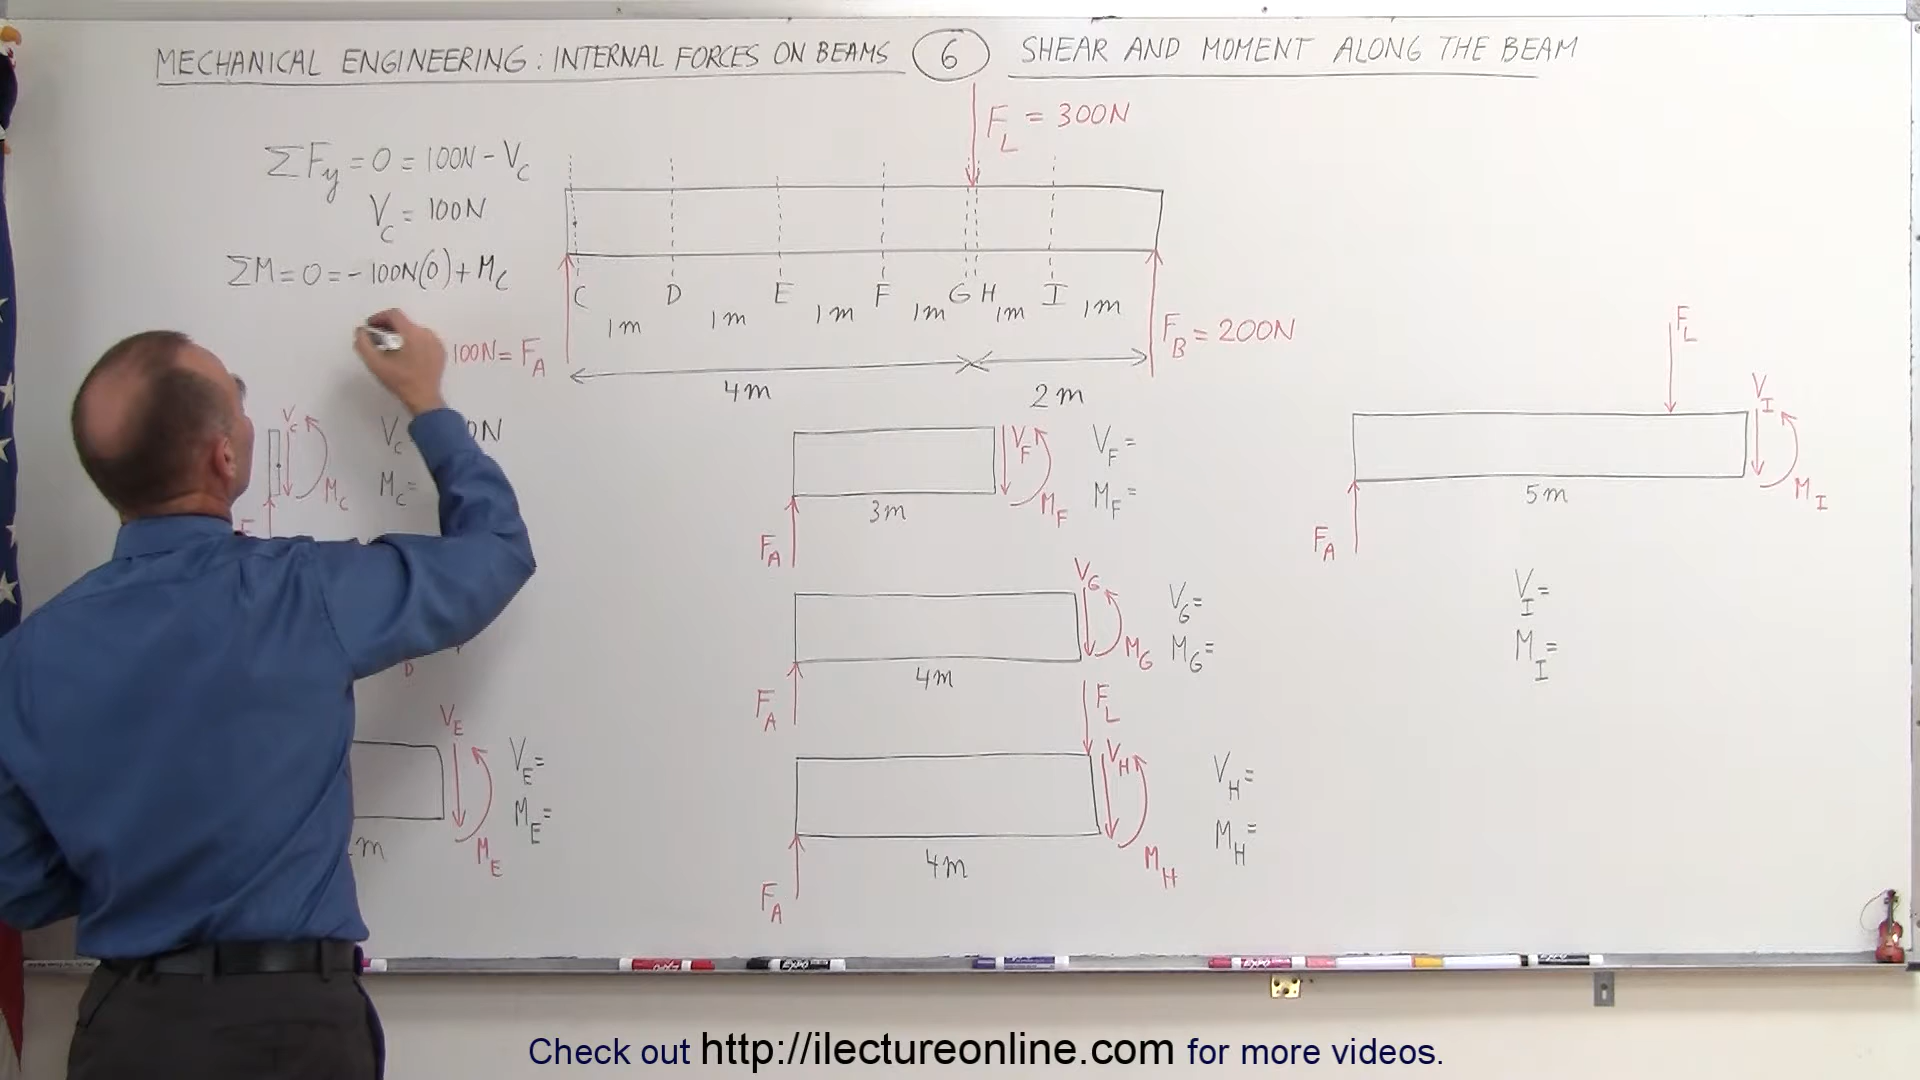 MECHANICAL ENGINEERING: INTERNAL FORCES ON BEAMS 6 SHEAR AND MOMENT ALONG THE BEAM
F_L = 300N
ΣF_y = 0 = 100N - V_C
V_C = 100N
ΣM = 0 = -100N(0) + M_C
C D E F G H I
1m 1m 1m 1m 1m 1m
100N = F_A
F_B = 200N
4m 2m
V_C
M_C
V_C N
M_C =
D
V_E
M_E
m
V_E =
M_E =
V_F
M_F
3m
F_A
V_F =
M_F =
V_G
M_G
4m
F_A
V_G =
M_G =
F_L
V_H
M_H
4m
F_A
V_H =
M_H =
F_L
V_I
M_I
5m
F_A
V_I =
M_I =
EXPO
EXPO
Check out http://ilectureonline.com for more videos.